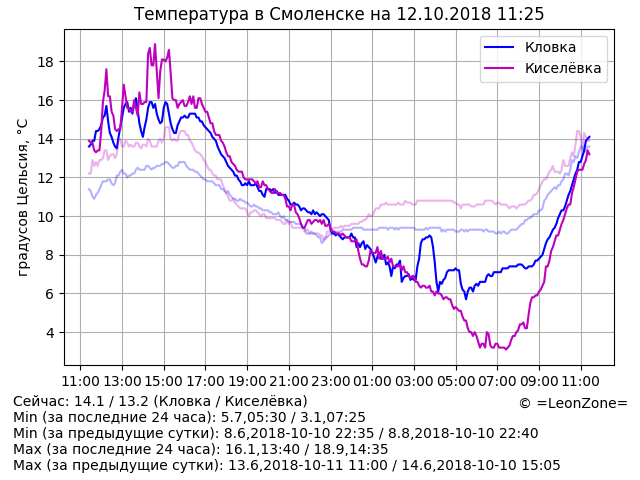 Температура в Смоленске на 12.10.2018 11:25
Кловка
Киселёвка
градусов Цельсия, °С
18
16
14
12
10
8
6
4
11:00 13:00 15:00 17:00 19:00 21:00 23:00 01:00 03:00 05:00 07:00 09:00 11:00
Сейчас: 14.1 / 13.2 (Кловка / Киселёвка)
© =LeonZone=
Min (за последние 24 часа): 5.7,05:30 / 3.1,07:25
Min (за предыдущие сутки): 8.6,2018-10-10 22:35 / 8.8,2018-10-10 22:40
Max (за последние 24 часа): 16.1,13:40 / 18.9,14:35
Max (за предыдущие сутки): 13.6,2018-10-11 11:00 / 14.6,2018-10-10 15:05